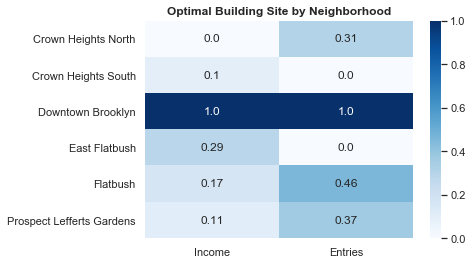 Optimal Building Site by Neighborhood
Crown Heights North 0.0 0.31
Crown Heights South 0.1 0.0
Downtown Brooklyn 1.0 1.0
East Flatbush 0.29 0.0
Flatbush 0.17 0.46
Prospect Lefferts Gardens 0.11 0.37
Income Entries
1.0
0.8
0.6
0.4
0.2
0.0